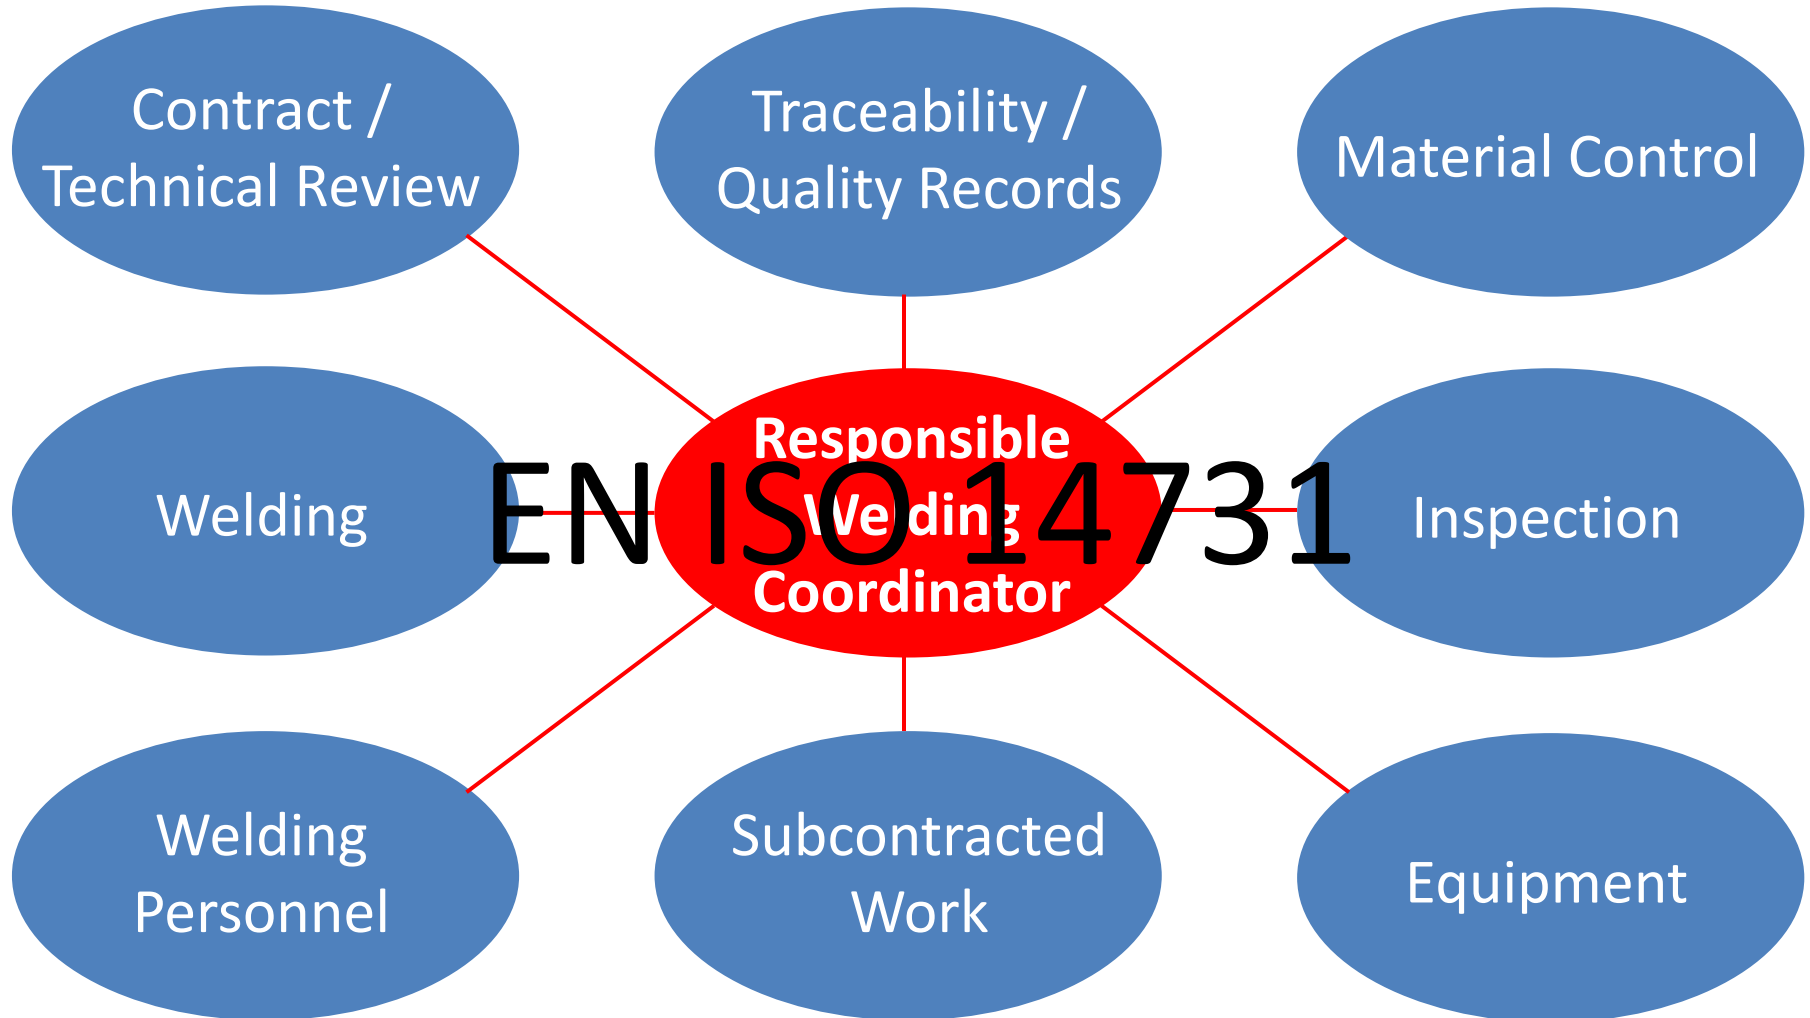 Contract /
Technical Review
Traceability /
Quality Records
Material Control
Welding
Responsible
Welding
Coordinator
EN ISO 14731
Inspection
Welding
Personnel
Subcontracted
Work
Equipment